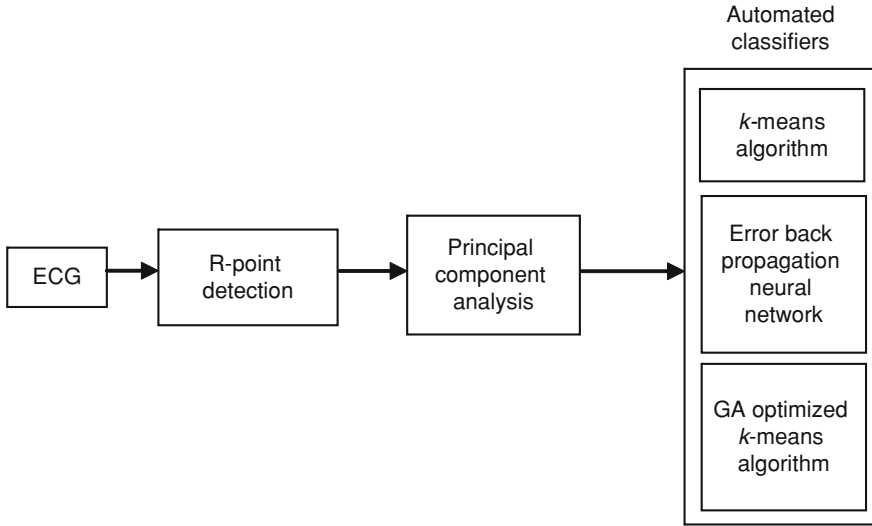 Automated
classifiers
k-means
algorithm
ECG
R-point
detection
Principal
component
analysis
Error back
propagation
neural
network
GA optimized
k-means
algorithm